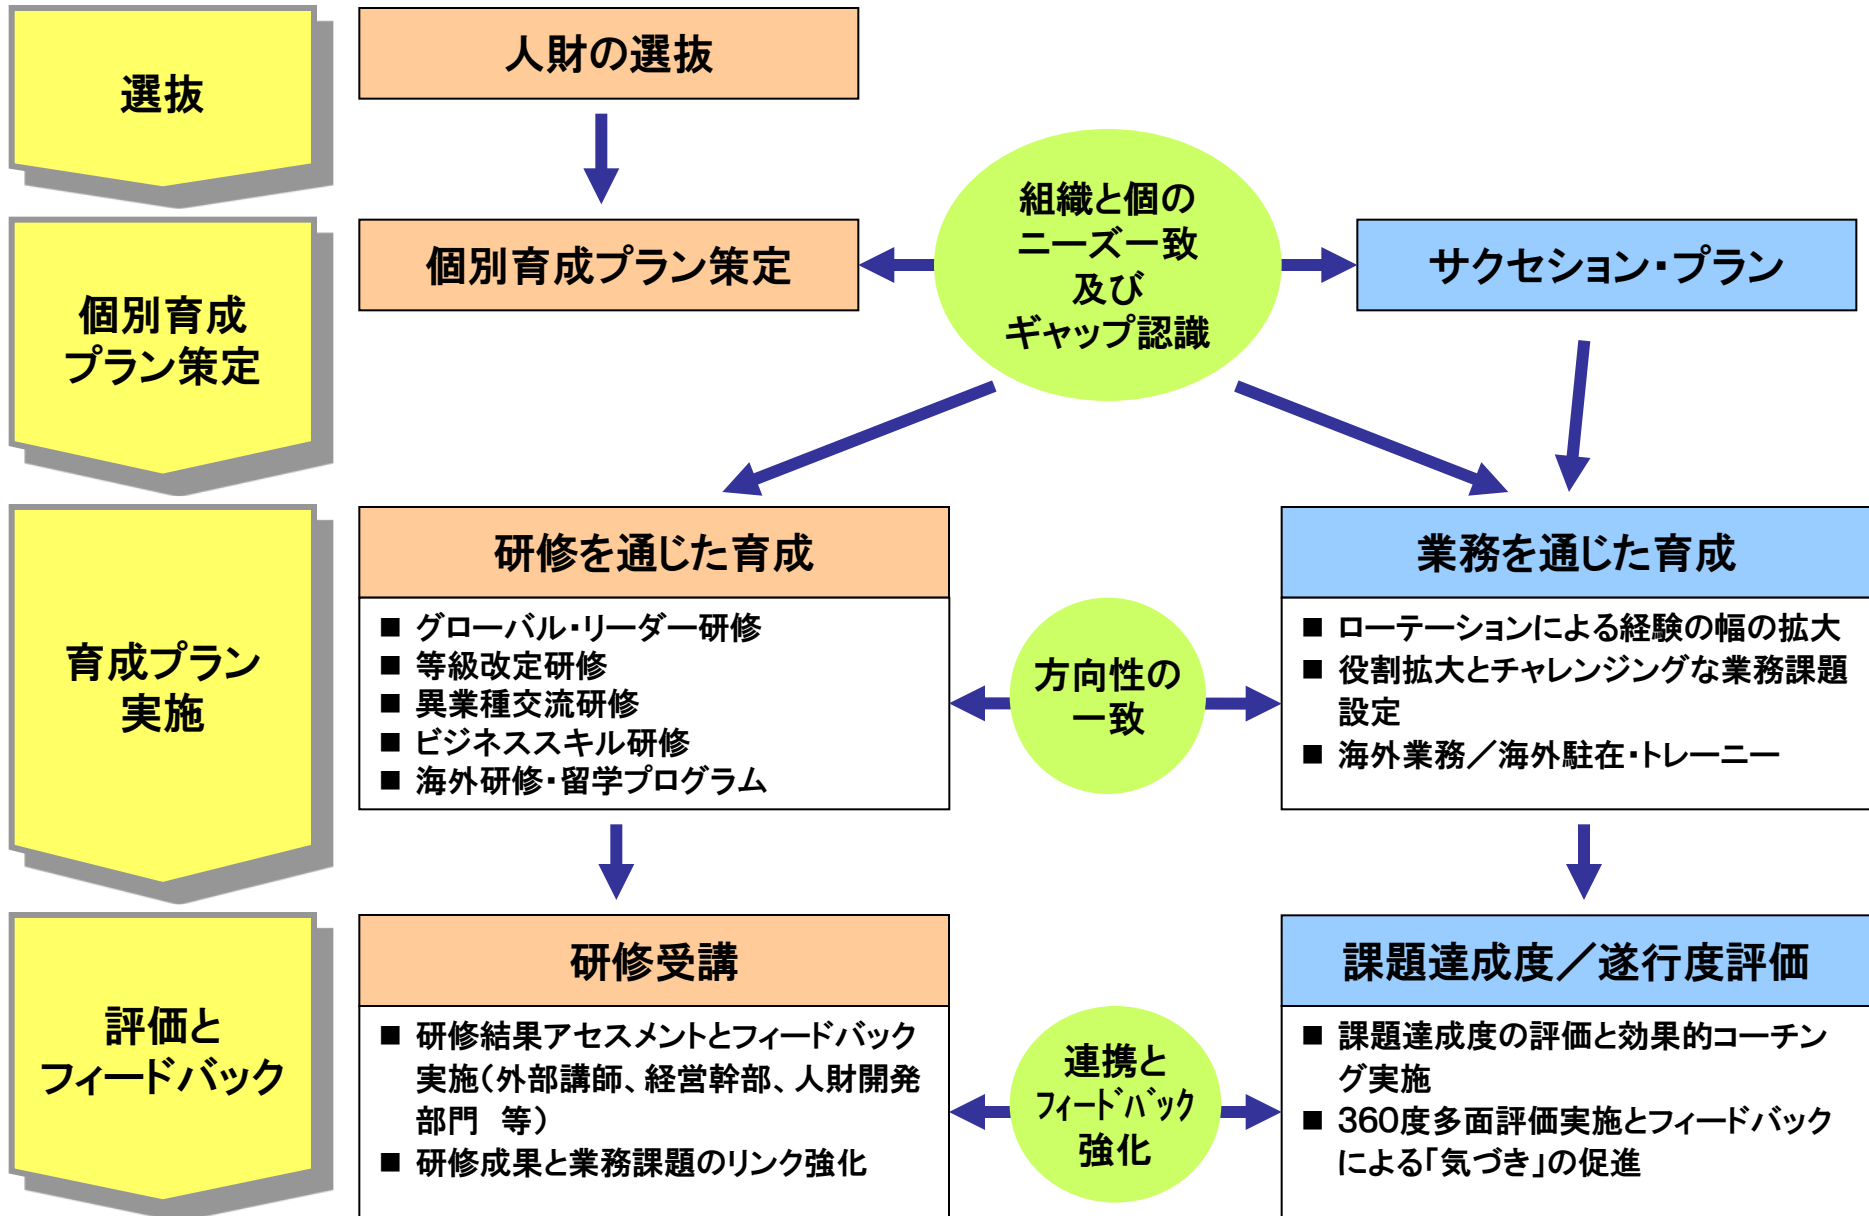 選抜
人財の選抜
個別育成
プラン策定
個別育成プラン策定
組織と個の
ニーズ一致
及び
ギャップ認識
サクセション・プラン
育成プラン
実施
研修を通じた育成
■ グローバル・リーダー研修
■ 等級改定研修
■ 異業種交流研修
■ ビジネススキル研修
■ 海外研修・留学プログラム
方向性の
一致
業務を通じた育成
■ ローテーションによる経験の幅の拡大
■ 役割拡大とチャレンジングな業務課題
設定
■ 海外業務／海外駐在・トレーニー
評価と
フィードバック
研修受講
■ 研修結果アセスメントとフィードバック
実施（外部講師、経営幹部、人財開発
部門　等）
■ 研修成果と業務課題のリンク強化
連携と
ﾌｨｰﾄﾞﾊﾞｯｸ
強化
課題達成度／遂行度評価
■ 課題達成度の評価と効果的コーチン
グ実施
■ 360度多面評価実施とフィードバック
による「気づき」の促進